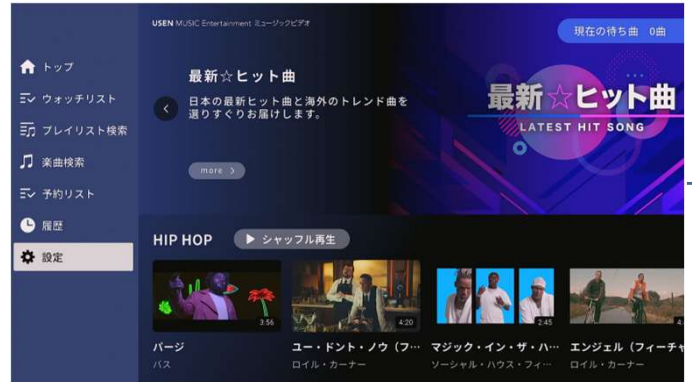 USEN MUSIC Entertainment ミュージックビデオ
現在の待ち曲 0曲
トップ
ウォッチリスト
プレイリスト検索
楽曲検索
予約リスト
履歴
設定
最新☆ヒット曲
日本の最新ヒット曲と海外のトレンド曲を
選りすぐりお届けします。
more >
最新☆ヒット曲
LATEST HIT SONG
HIP HOP
シャッフル再生
3:56
4:20
2:45
バージ
ユー・ドント・ノウ（フ…
マジック・イン・ザ・ハ…
エンジェル（フィーチャ
バス
ロイル・カーナー
ソーシャル・ハウス・フィ…
ロイル・カーナー